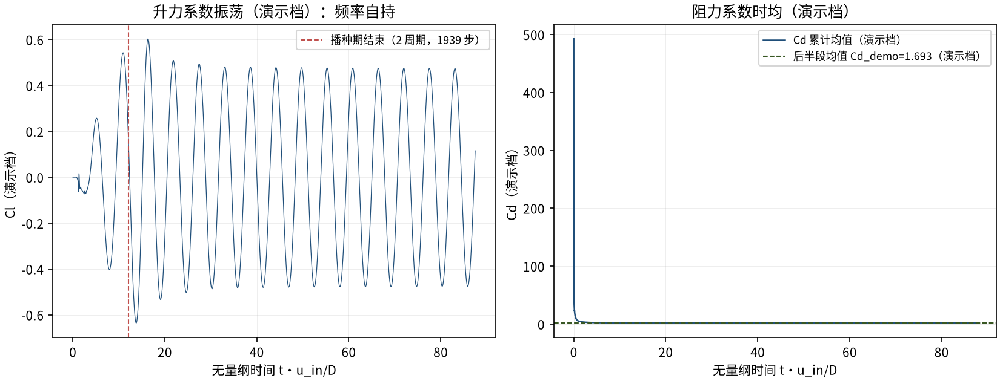 升力系数振荡（演示档）：频率自持
播种期结束（2 周期，1939 步）
0.6
0.4
0.2
0.0
-0.2
-0.4
-0.6
Cl（演示档）
0
20
40
60
80
无量纲时间 t·u_in/D
阻力系数时均（演示档）
Cd 累计均值（演示档）
后半段均值 Cd_demo=1.693（演示档）
500
400
300
200
100
0
Cd（演示档）
0
20
40
60
80
无量纲时间 t·u_in/D